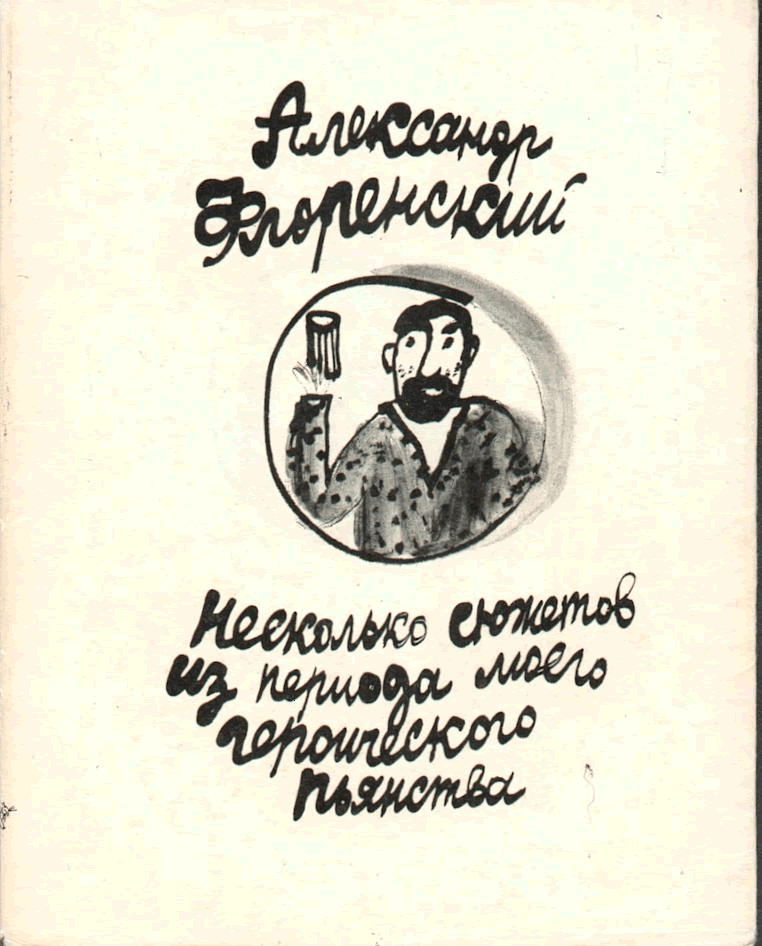 Александр
Флоренский
Несколько сюжетов
из периода моего
героического
пьянства